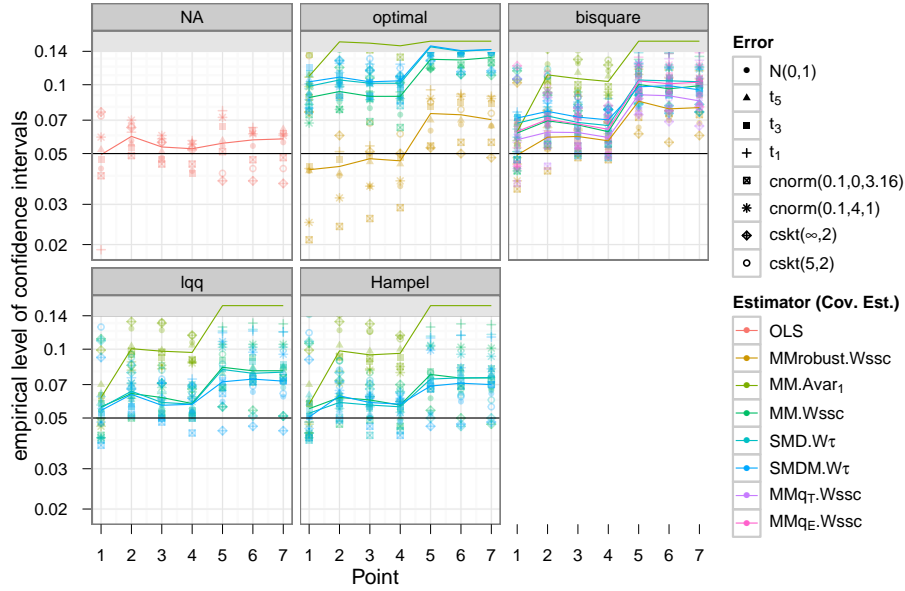 NA
optimal
bisquare
0.14
0.1
0.07
0.05
0.03
0.02
lqq
Hampel
0.14
0.1
0.07
0.05
0.03
0.02
1 2 3 4 5 6 7
1 2 3 4 5 6 7
1 2 3 4 5 6 7
Point
empirical level of confidence intervals
Error
N(0,1)
t₅
t₃
t₁
cnorm(0.1,0,3.16)
cnorm(0.1,4,1)
cskt(∞,2)
cskt(5,2)
Estimator (Cov. Est.)
OLS
MMrobust.Wssc
MM.Avar₁
MM.Wssc
SMD.Wτ
SMDM.Wτ
MMq_T.Wssc
MMq_E.Wssc